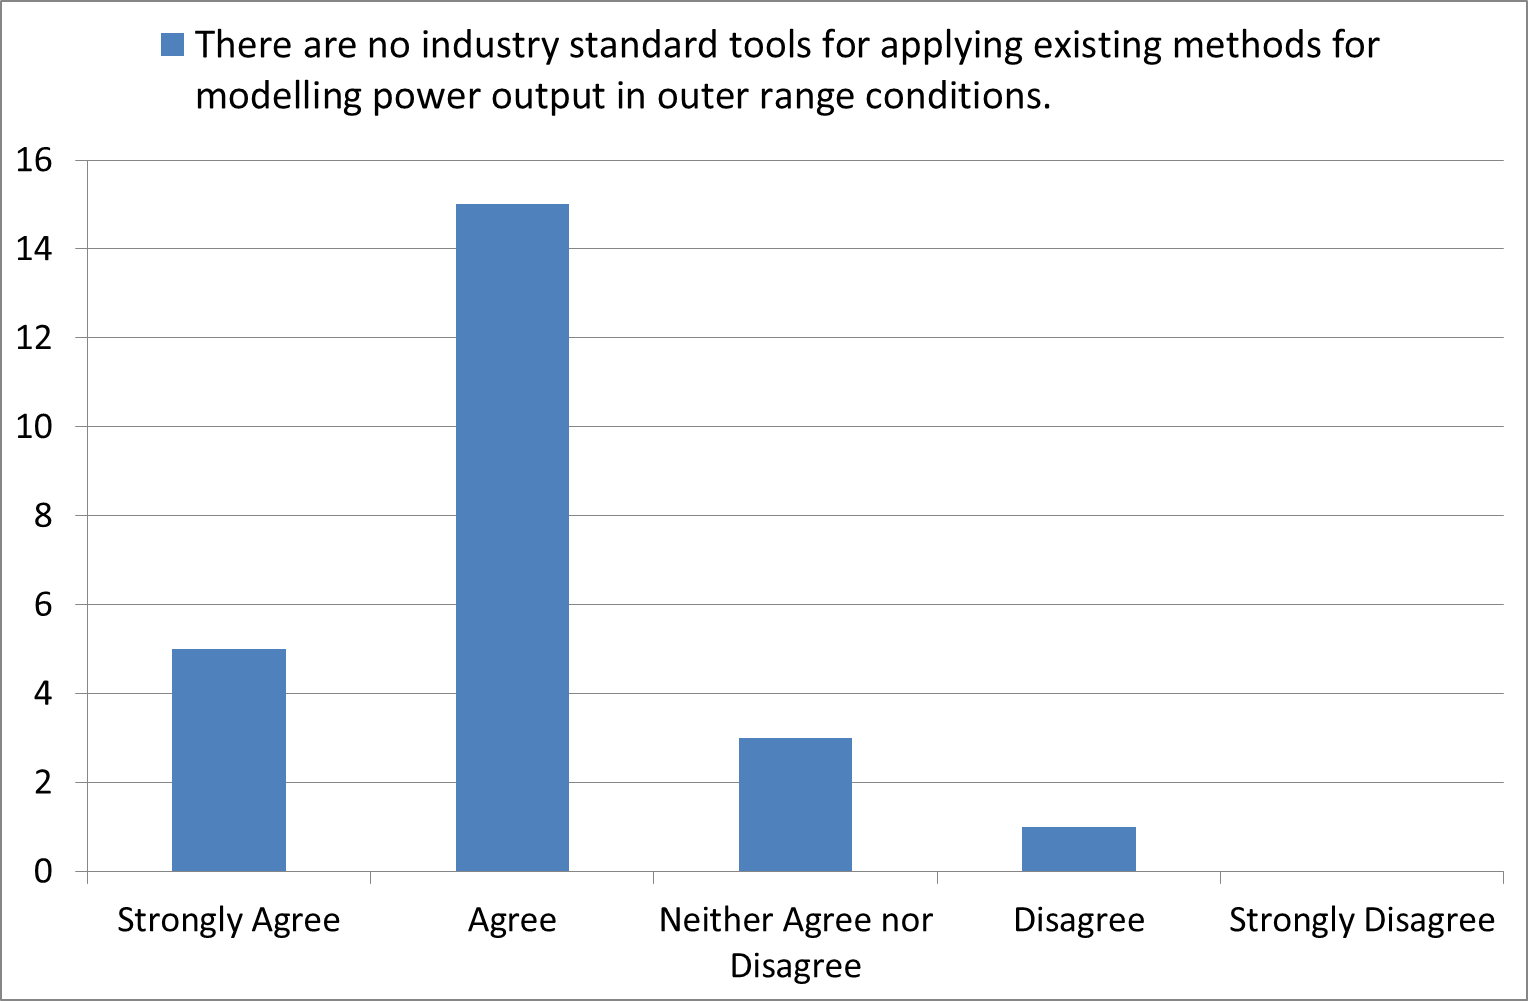 There are no industry standard tools for applying existing methods for
modelling power output in outer range conditions.
16
14
12
10
8
6
4
2
0
Strongly Agree
Agree
Neither Agree nor
Disagree
Disagree
Strongly Disagree